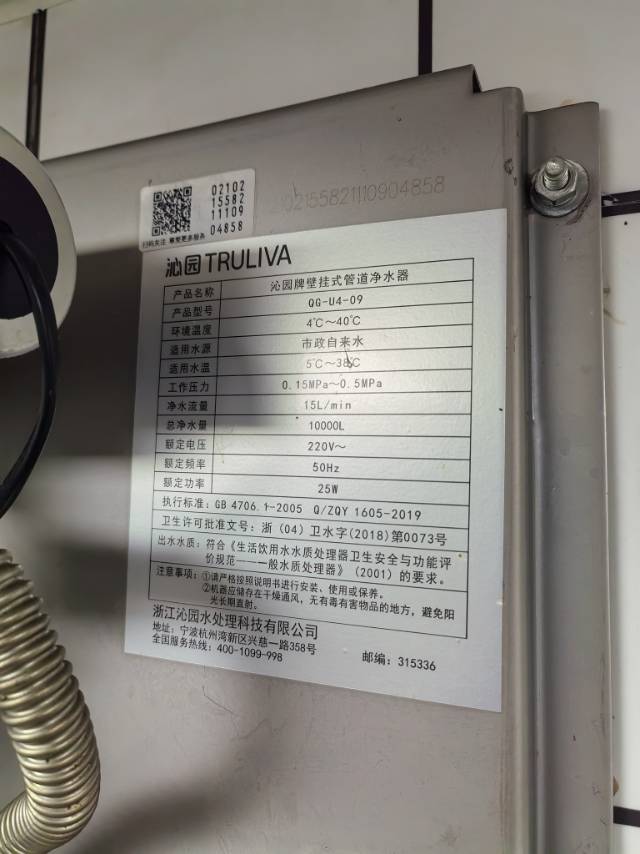 02102
15582
11109
04858
扫码关注 尊享更多服务
02155821110904858
沁园TRULIVA
产品名称 沁园牌壁挂式管道净水器
产品型号 QG-U4-09
环境温度 4℃～40℃
适用水源 市政自来水
适用水温 5℃～38℃
工作压力 0.15MPa～0.5MPa
净水流量 15L/min
总净水量 10000L
额定电压 220V～
额定频率 50Hz
额定功率 25W
执行标准：GB 4706.1-2005 Q/ZQY 1605-2019
卫生许可批准文号：浙（04）卫水字(2018)第0073号
出水水质：符合《生活饮用水水质处理器卫生安全与功能评
价规范——一般水质处理器》（2001）的要求。
注意事项：①请严格按照说明书进行安装、使用或保养。
②机器应储存在干燥通风，无有毒有害物品的地方，避免阳
光长期直射。
浙江沁园水处理科技有限公司
地址：宁波杭州湾新区兴慈一路358号
全国服务热线：400-1099-998 邮编：315336